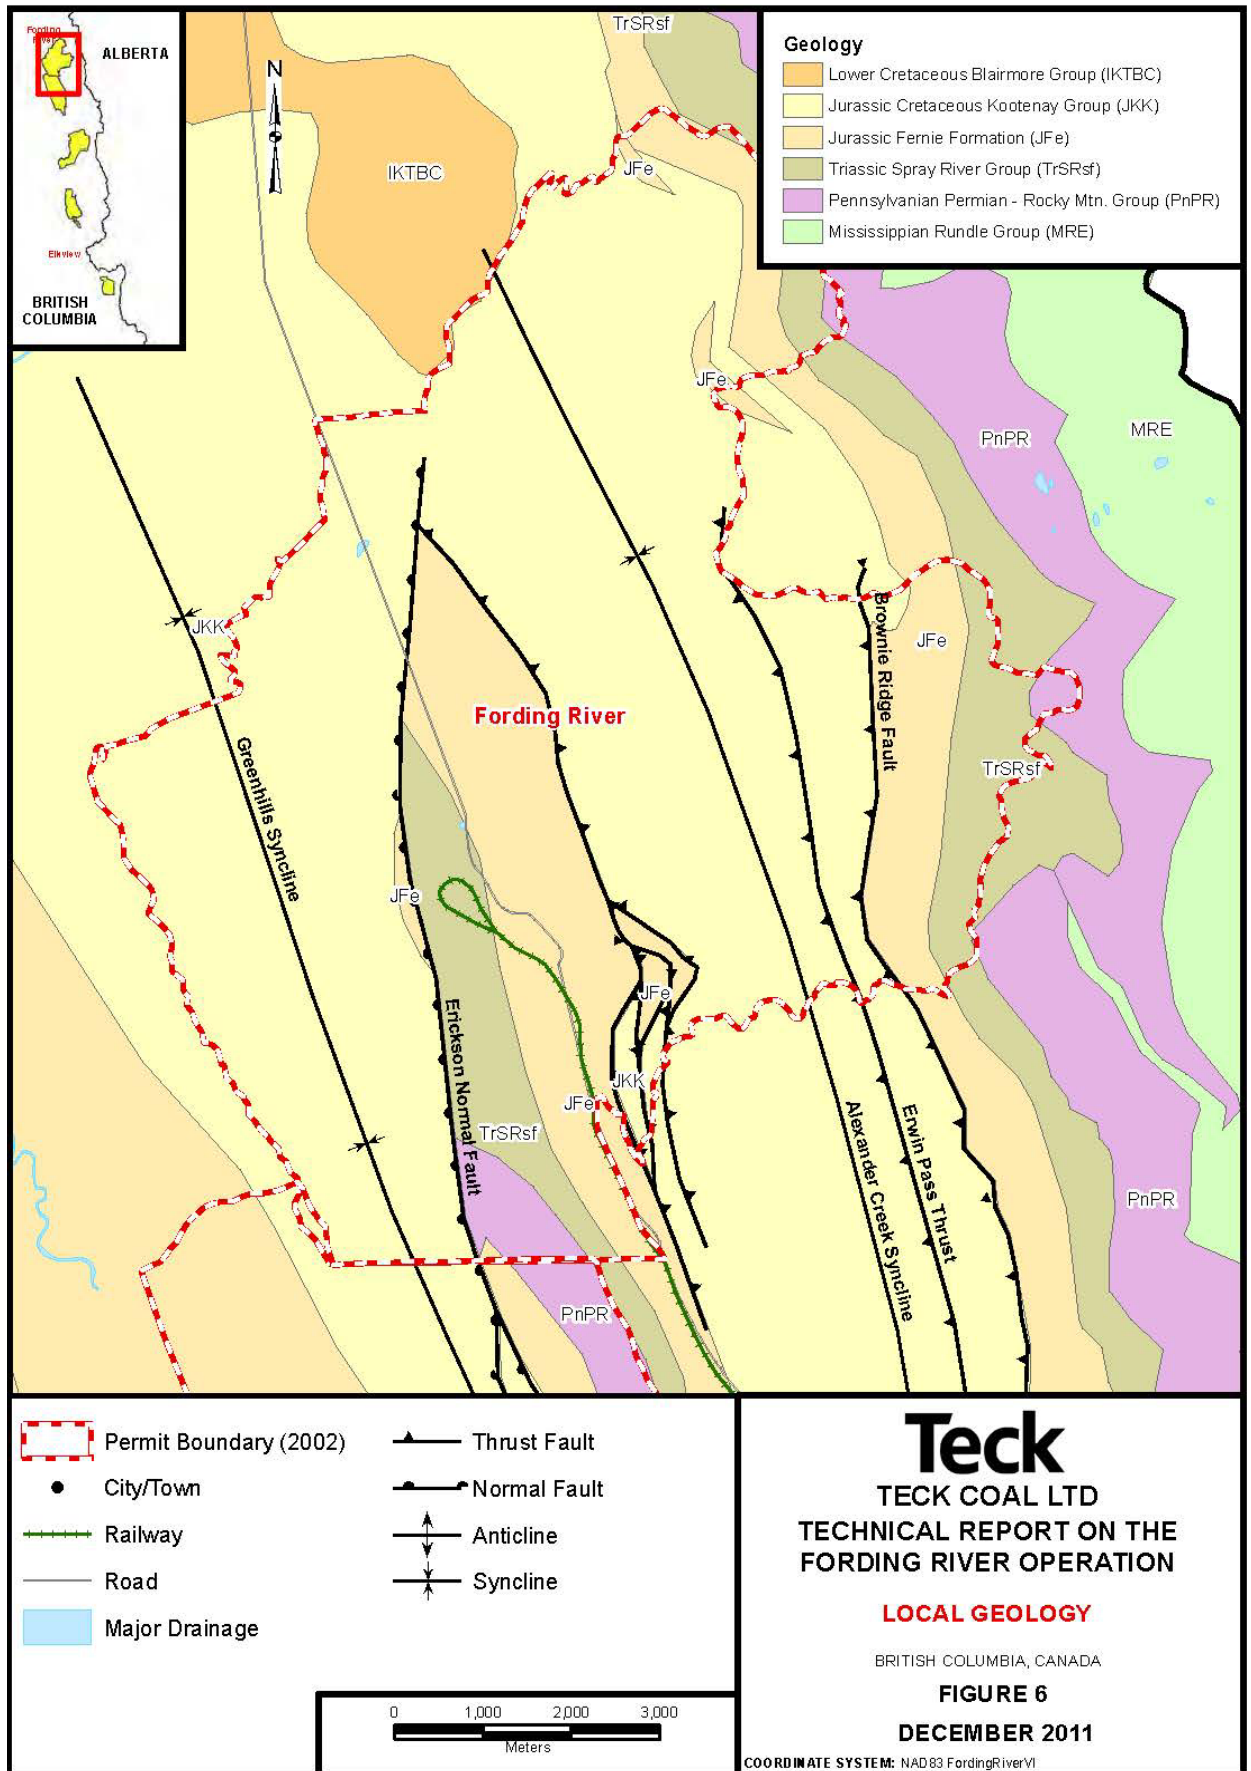 Fording
River
ALBERTA
Elkview
BRITISH
COLUMBIA
N
Geology
Lower Cretaceous Blairmore Group (IKTBC)
Jurassic Cretaceous Kootenay Group (JKK)
Jurassic Fernie Formation (JFe)
Triassic Spray River Group (TrSRsf)
Pennsylvanian Permian - Rocky Mtn. Group (PnPR)
Mississippian Rundle Group (MRE)
TrSRsf
IKTBC
JFe
JFe
PnPR
MRE
JKK
JFe
Brownie Ridge Fault
Fording River
Greenhills Syncline
TrSRsf
JFe
JFe
Erickson Normal Fault
JKK
JFe
TrSRsf
Alexander Creek Syncline
Erwin Pass Thrust
PnPR
PnPR
Permit Boundary (2002)
City/Town
Railway
Road
Major Drainage
Thrust Fault
Normal Fault
Anticline
Syncline
0 1,000 2,000 3,000
Meters
Teck
TECK COAL LTD
TECHNICAL REPORT ON THE
FORDING RIVER OPERATION
LOCAL GEOLOGY
BRITISH COLUMBIA, CANADA
FIGURE 6
DECEMBER 2011
COORDINATE SYSTEM: NAD83 FordingRiverVI